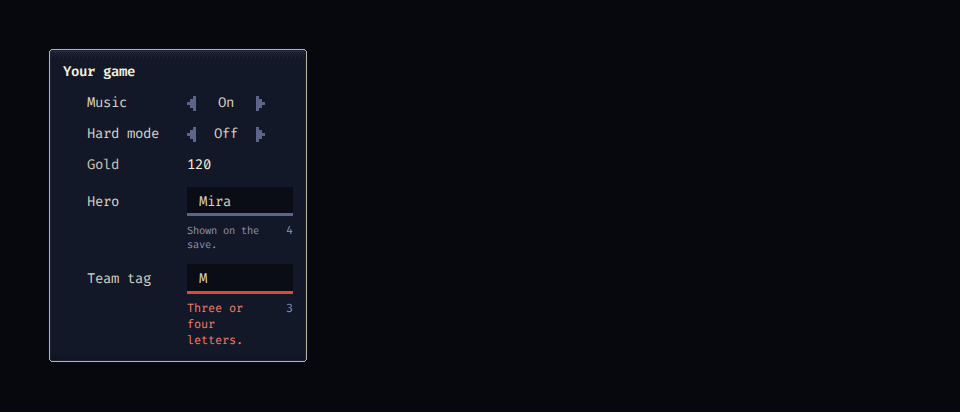 Your game
Music On
Hard mode Off
Gold 120
Hero Mira
Shown on the 4
save.
Team tag M
Three or 3
four
letters.